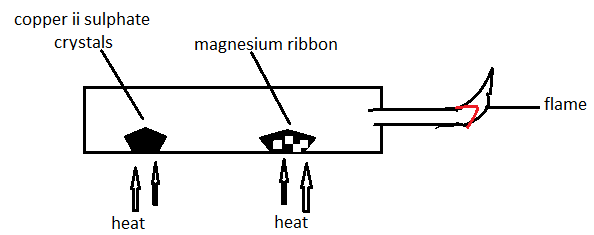 copper ii sulphate
crystals
magnesium ribbon
flame
heat
heat